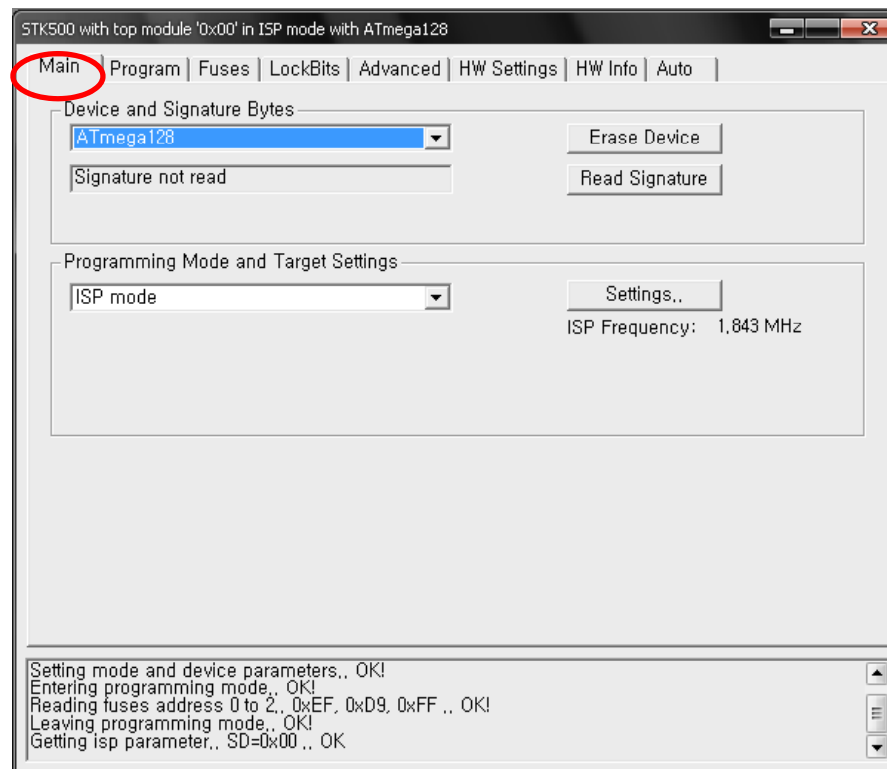 STK500 with top module '0x00' in ISP mode with ATmega128
Main Program Fuses LockBits Advanced HW Settings HW Info Auto
Device and Signature Bytes
ATmega128 Erase Device
Signature not read Read Signature
Programming Mode and Target Settings
ISP mode Settings..
ISP Frequency: 1.843 MHz
Setting mode and device parameters.. OK!
Entering programming mode.. OK!
Reading fuses address 0 to 2.. 0xEF, 0xD9, 0xFF .. OK!
Leaving programming mode.. OK!
Getting isp parameter.. SD=0x00 .. OK